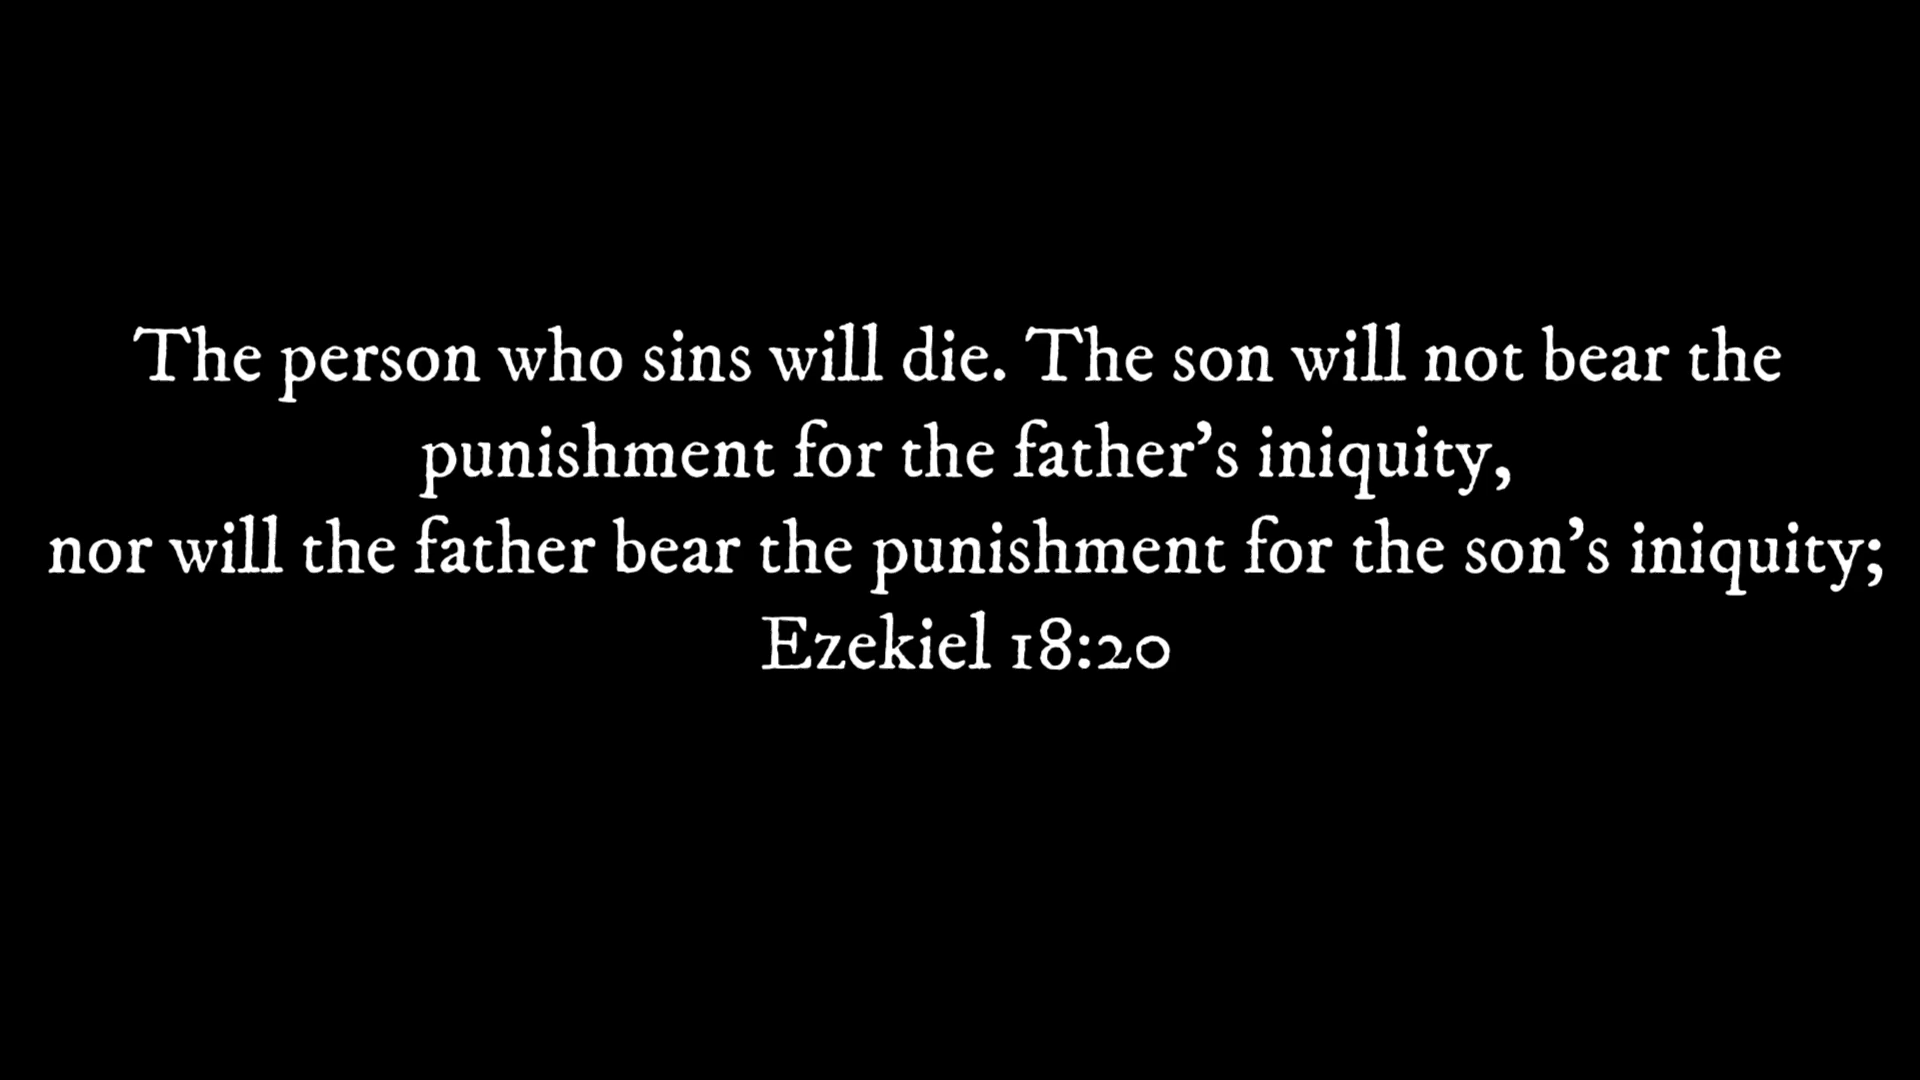 The person who sins will die. The son will not bear the
punishment for the father’s iniquity,
nor will the father bear the punishment for the son’s iniquity;
Ezekiel 18:20